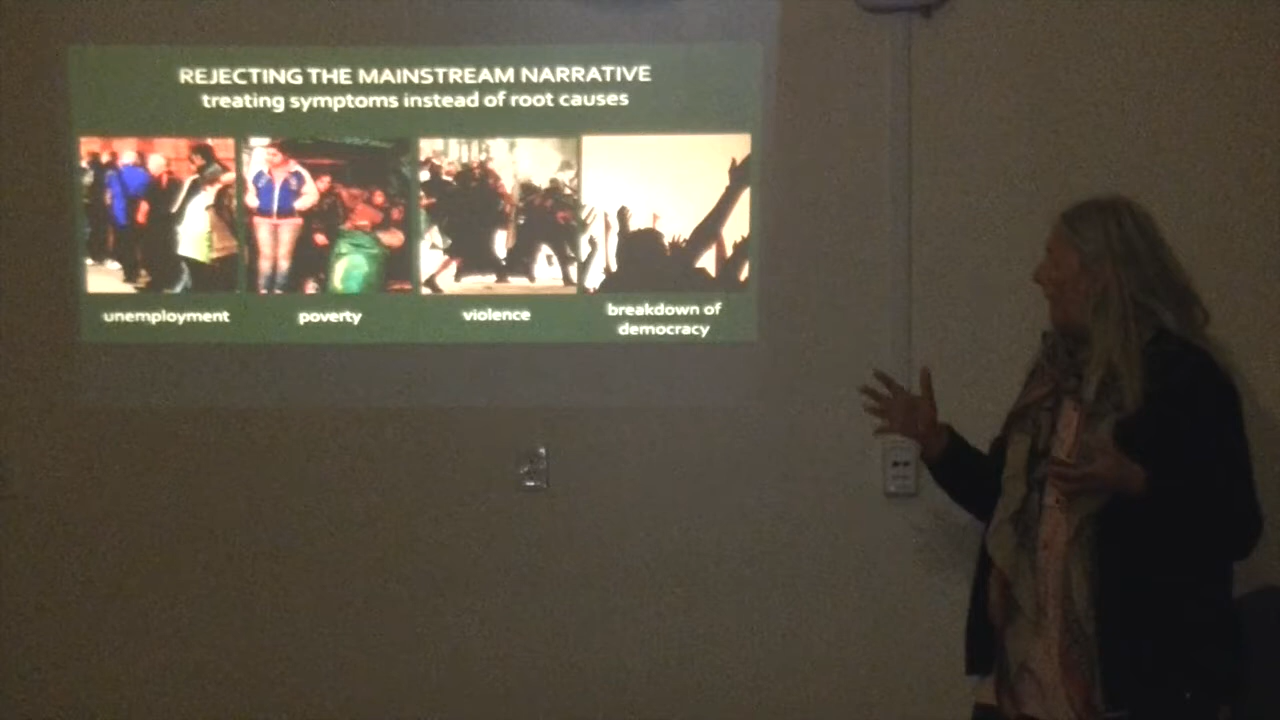 REJECTING THE MAINSTREAM NARRATIVE
treating symptoms instead of root causes
unemployment
poverty
violence
breakdown of
democracy